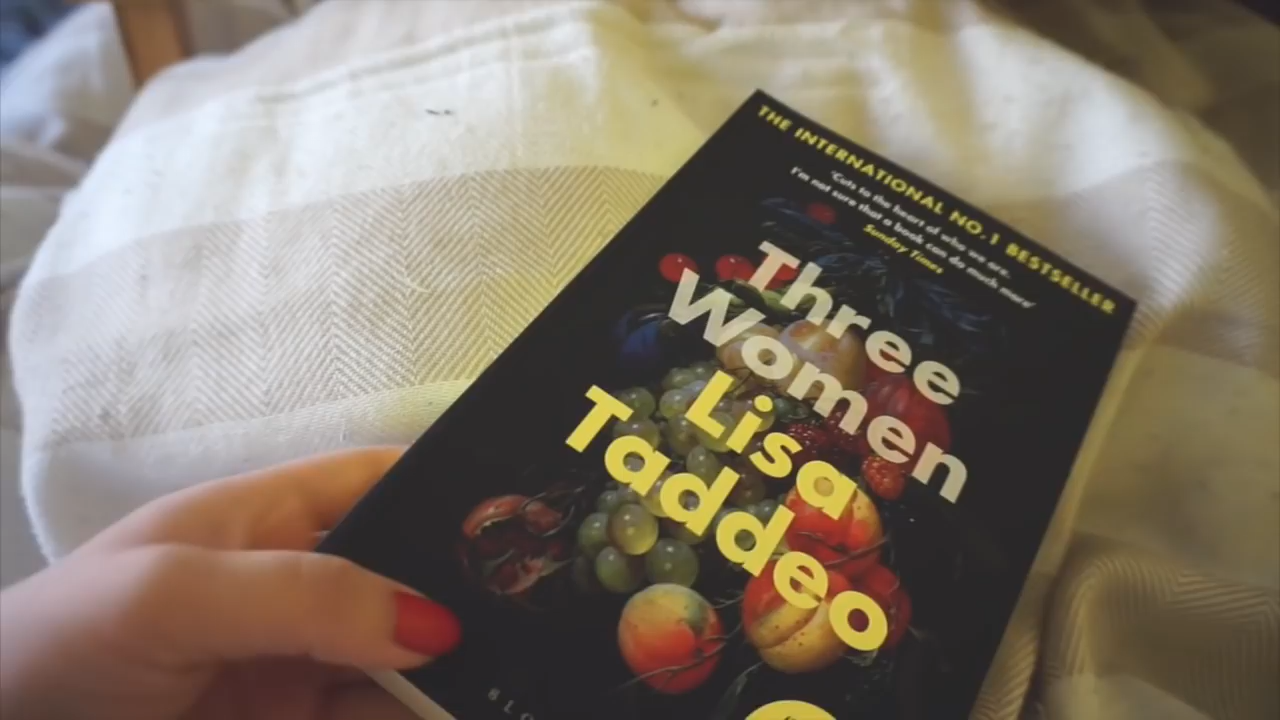 THE INTERNATIONAL NO.1 BESTSELLER
'Cuts to the heart of who we are.
I'm not sure that a book can do much more'
Sunday Times
Three
Women
Lisa
Taddeo